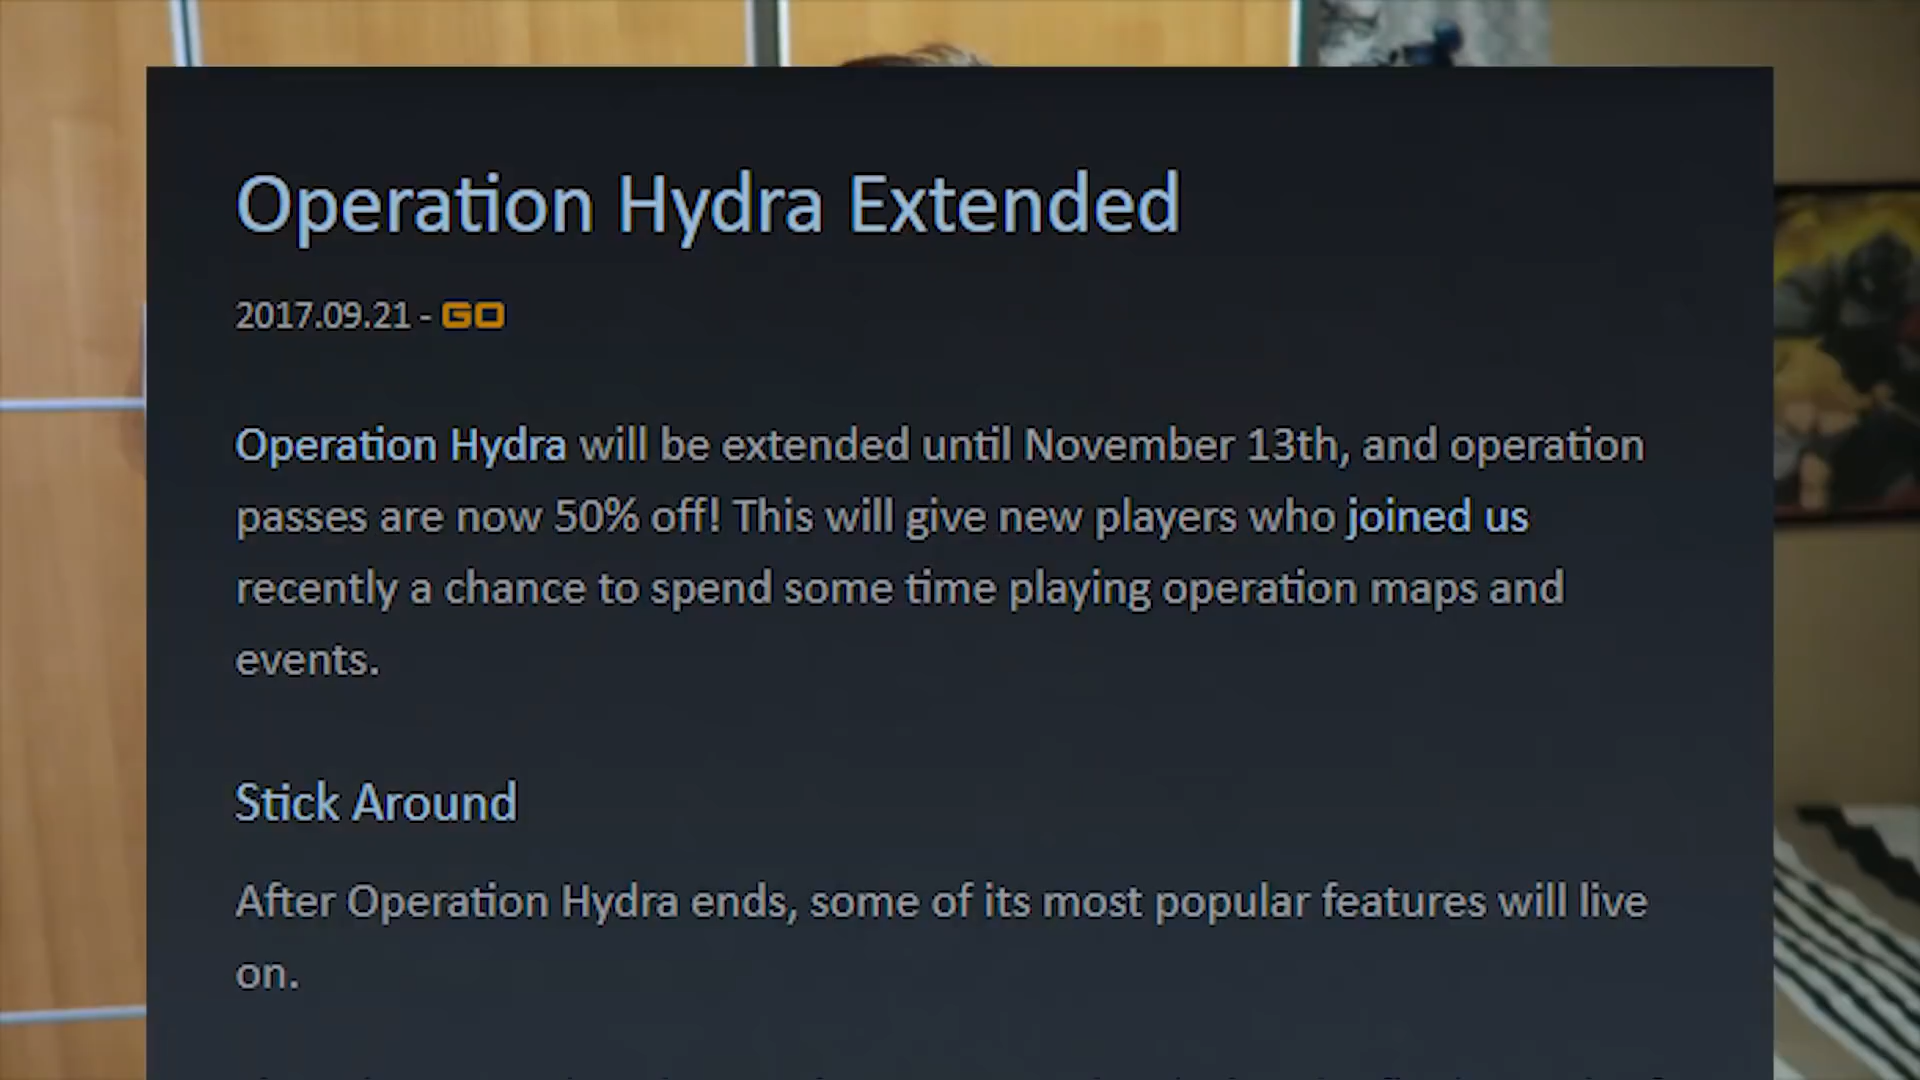 Operation Hydra Extended
2017.09.21 - GO
Operation Hydra will be extended until November 13th, and operation
passes are now 50% off! This will give new players who joined us
recently a chance to spend some time playing operation maps and
events.
Stick Around
After Operation Hydra ends, some of its most popular features will live
on.